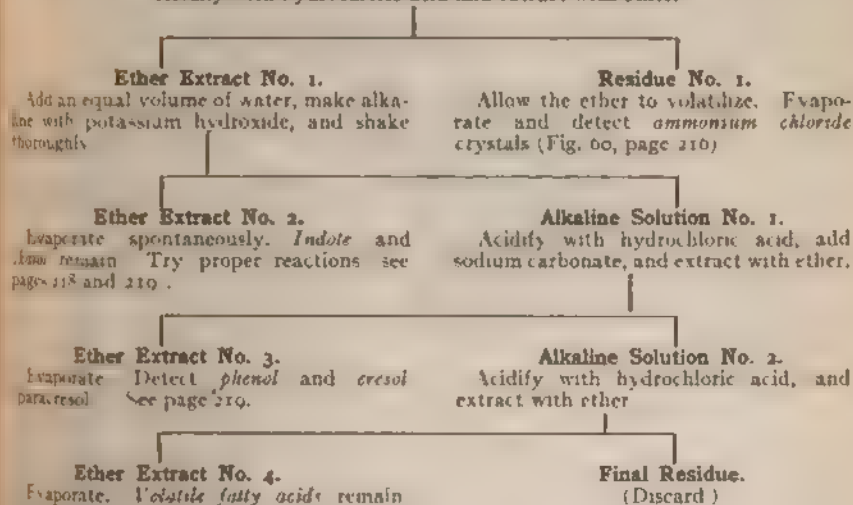 Ether Extract No. 1.
Add an equal volume of water, make alka-
line with potassium hydroxide, and shake
thoroughly
Residue No. 1.
Allow the ether to volatilize. Evapo-
rate and detect ammonium chloride
crystals (Fig. 60, page 216)
Ether Extract No. 2.
Evaporate spontaneously. Indole and
remain Try proper reactions see
pages 218 and 219 .
Alkaline Solution No. 1.
Acidify with hydrochloric acid, add
sodium carbonate, and extract with ether.
Ether Extract No. 3.
Evaporate Detect phenol and cresol
paracresol See page 219.
Alkaline Solution No. 2.
Acidify with hydrochloric acid, and
extract with ether
Ether Extract No. 4.
Evaporate. Volatile fatty acids remain
Final Residue.
(Discard )